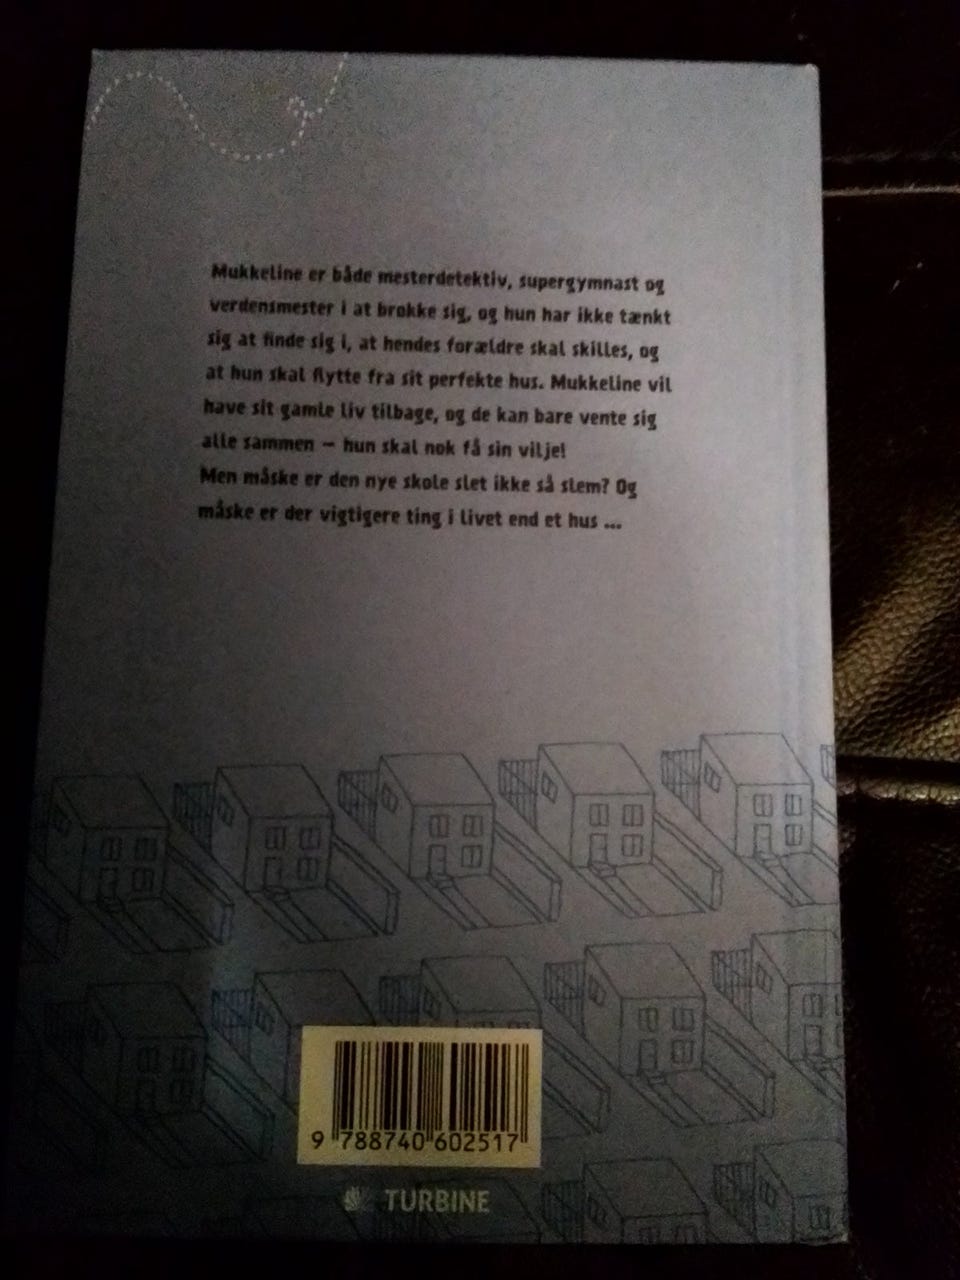 Mukkeline er både mesterdetektiv, supergymnast og
verdensmester i at brokke sig, og hun har ikke tænkt
sig at finde sig i, at hendes forældre skal skilles, og
at hun skal flytte fra sit perfekte hus. Mukkeline vil
have sit gamle liv tilbage, og de kan bare vente sig
alle sammen – hun skal nok få sin vilje!
Men måske er den nye skole slet ikke så slem? Og
måske er der vigtigere ting i livet end et hus ...
9 788740 602517
TURBINE